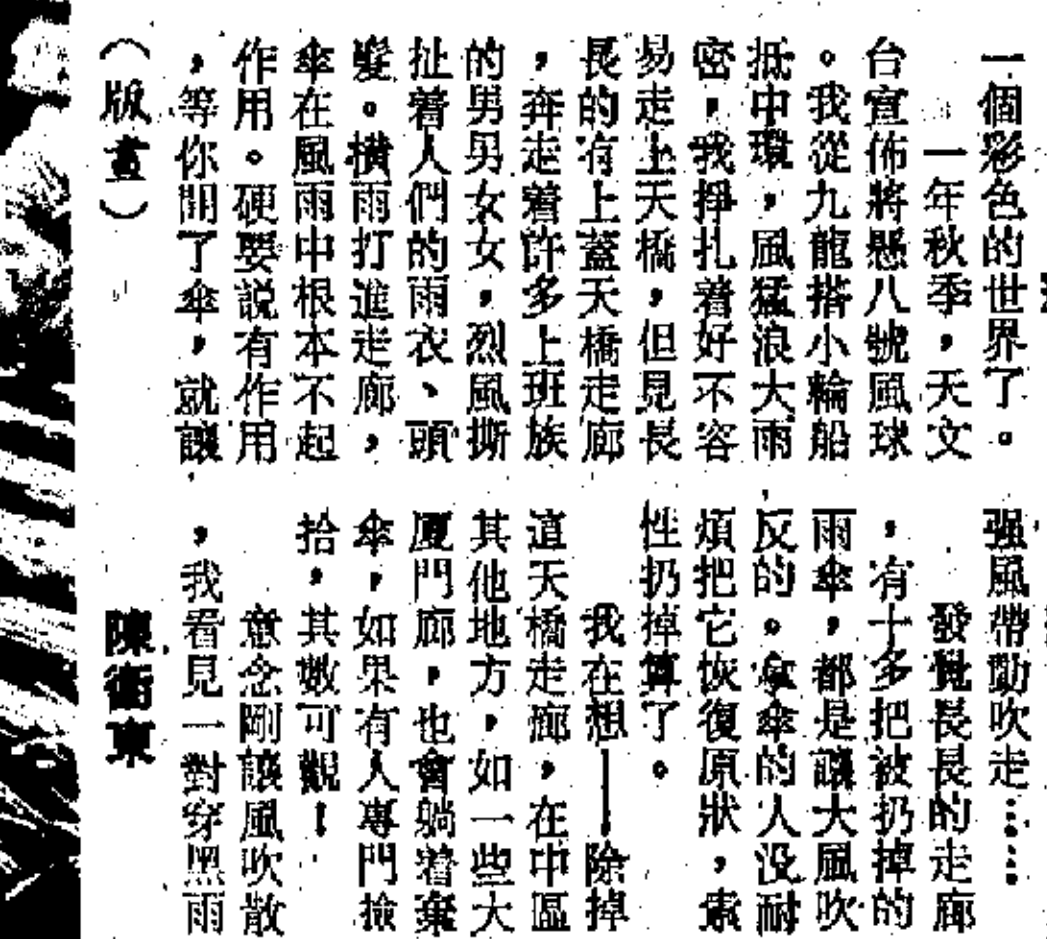 一個彩色的世界了。
一年秋季，天文
台宣佈將懸八號風球
。我從九龍搭小輪船
抵中環，風猛浪大雨
密，我掙扎着好不容
易走上天橋，但見長
長的有上蓋天橋走廊
，奔走着許多上班族
的男男女女，烈風撕
扯着人們的雨衣、頭
髮。橫雨打進走廊，
傘在風雨中根本不起
作用。硬要説有作用
，等你開了傘，就讓
（版畫）
强風帶動吹走……
發覺長長的走廊
，有十多把被扔掉的
雨傘，都是讓大風吹
反的。拿傘的人没耐
煩把它恢復原狀，索
性扔掉算了。
我在想——除掉
這天橋走廊，在中區
其他地方，如一些大
厦門廊，也會躺着棄
傘，如果有人專門撿
拾，其數可觀！
意念剛讓風吹散
，我看見一對穿黑雨
陳衞東